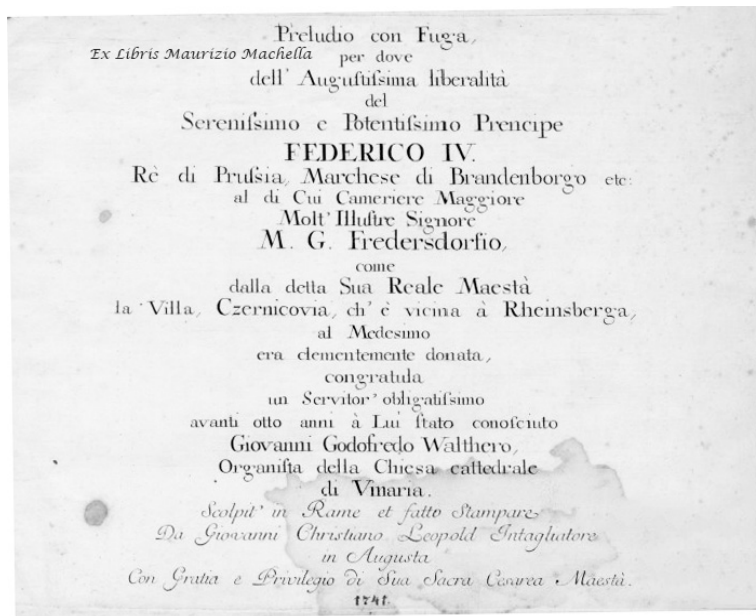 Preludio con Fuga,
Ex Libris Maurizio Machella
per dove
dell' Augustissima liberalità
del
Serenissimo e Potentissimo Prencipe
FEDERICO IV.
Rè di Prussia, Marchese di Brandenborgo etc:
al di Cui Cameriere Maggiore
Molt' Illustre Signore
M. G. Fredersdorfio,
come
dalla detta Sua Reale Maestà
la Villa, Czernicovia, ch' è vicina à Rheinsberga,
al Medesimo
era clementemente donata,
congratula
un Servitor' obligatissimo
avanti otto anni à Lui stato conosciuto
Giovanni Godofredo Walthero,
Organista della Chiesa cattedrale
di Vinaria.
Scolpit' in Rame et fatto Stampare
Da Giovanni Christiano Leopold Intagliatore
in Augusta
Con Gratia e Privilegio di Sua Sacra Cesarea Maestà.
1741.